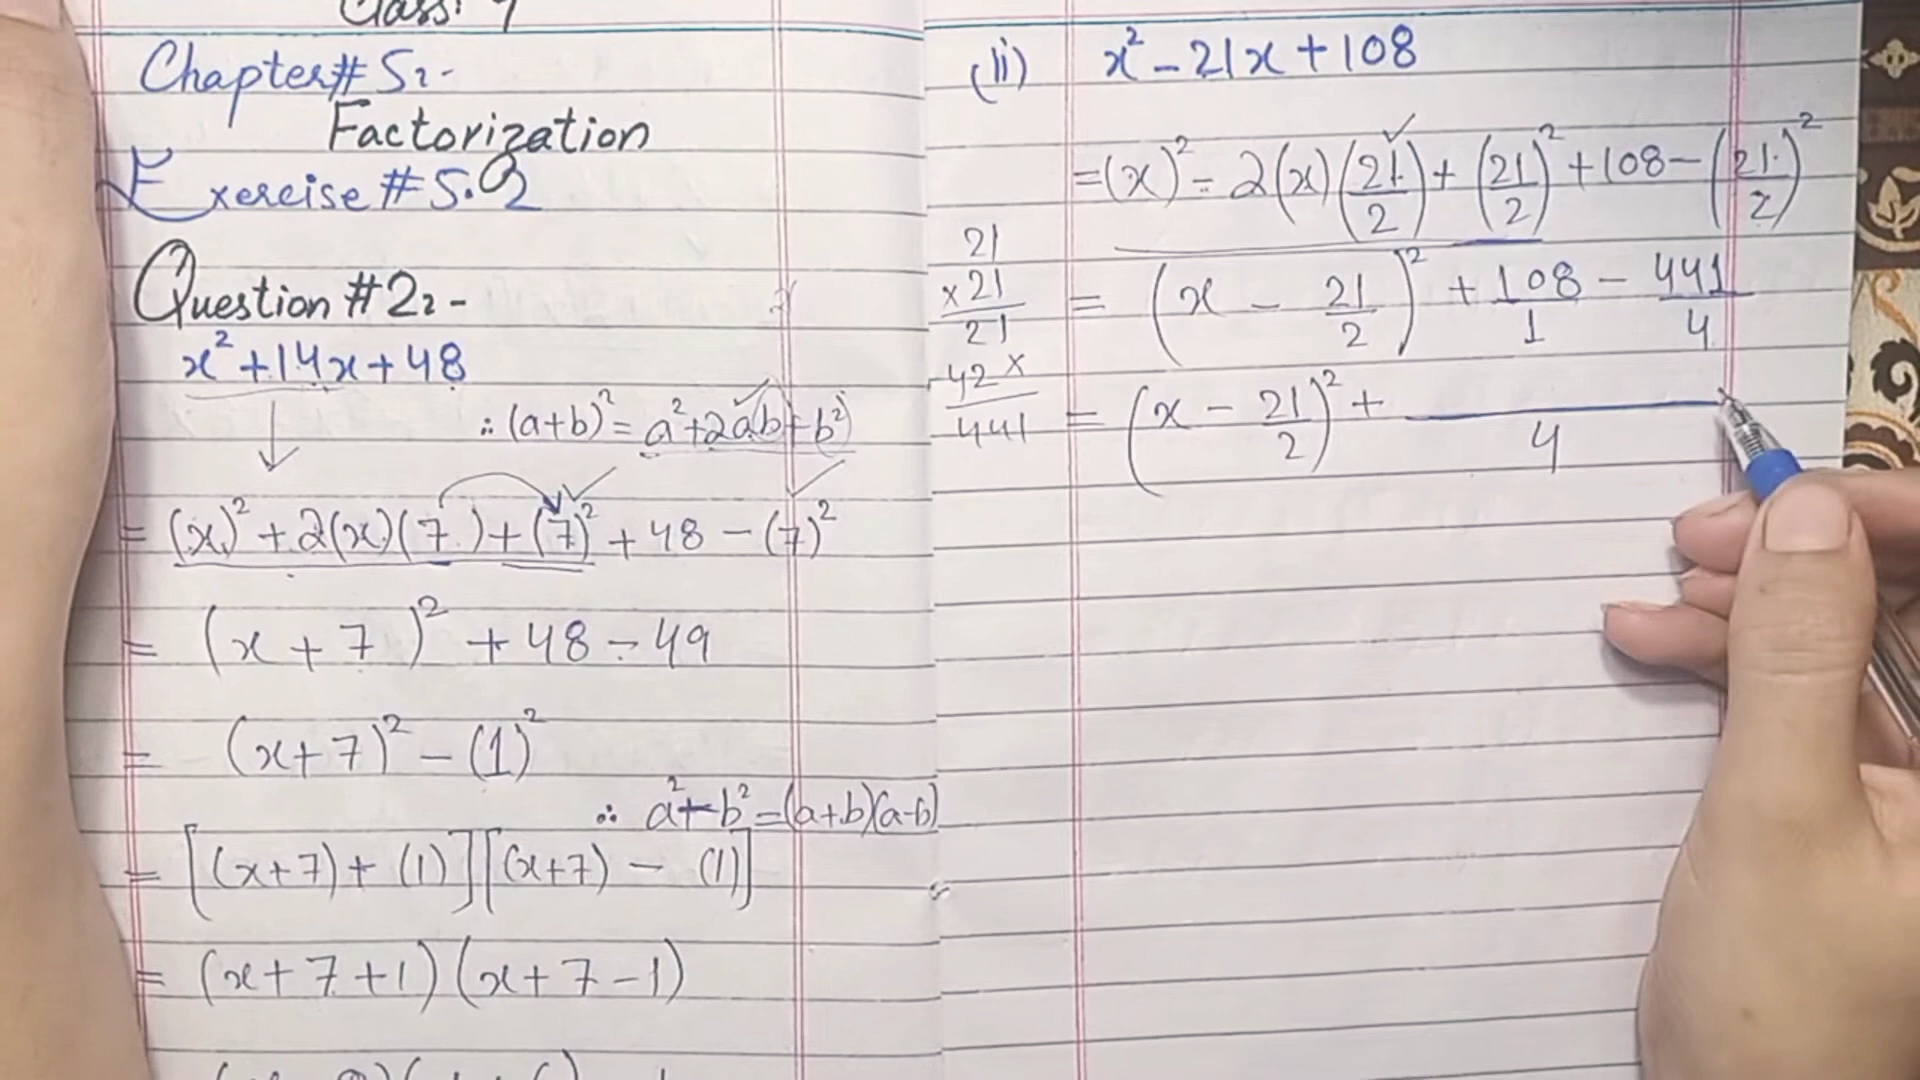 Class: 9
Chapter# 5:-
Factorization
Exercise # 5.2
Question #2:-
x² + 14x + 48
∴ (a+b)² = a² + 2ab + b²
= (x)² + 2(x)(7) + (7)² + 48 - (7)²
= (x + 7)² + 48 - 49
= (x+7)² - (1)²
∴ a² - b² = (a+b)(a-b)
= [(x+7) + (1)][(x+7) - (1)]
= (x+7+1)(x+7-1)
(ii) x² - 21x + 108
= (x)² - 2(x)(21/2) + (21/2)² + 108 - (21/2)²
21
×21
21
42×
441
= (x - 21/2)² + 108/1 - 441/4
= (x - 21/2)² + ___/4